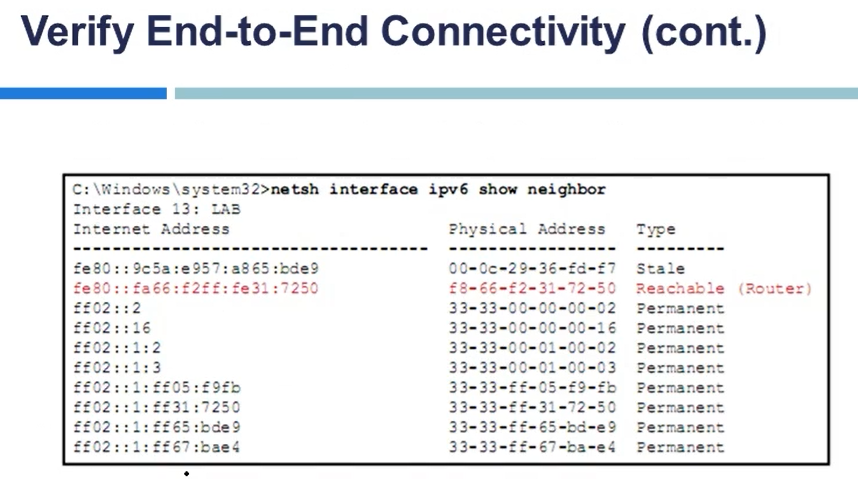 Verify End-to-End Connectivity (cont.)
C:\Windows\system32>netsh interface ipv6 show neighbor
Interface 13: LAB
Internet Address Physical Address Type
------------------------------------ ----------------- ---------
fe80::9c5a:e957:a865:bde9 00-0c-29-36-fd-f7 Stale
fe80::fa66:f2ff:fe31:7250 f8-66-f2-31-72-50 Reachable (Router)
ff02::2 33-33-00-00-00-02 Permanent
ff02::16 33-33-00-00-00-16 Permanent
ff02::1:2 33-33-00-01-00-02 Permanent
ff02::1:3 33-33-00-01-00-03 Permanent
ff02::1:ff05:f9fb 33-33-ff-05-f9-fb Permanent
ff02::1:ff31:7250 33-33-ff-31-72-50 Permanent
ff02::1:ff65:bde9 33-33-ff-65-bd-e9 Permanent
ff02::1:ff67:bae4 33-33-ff-67-ba-e4 Permanent